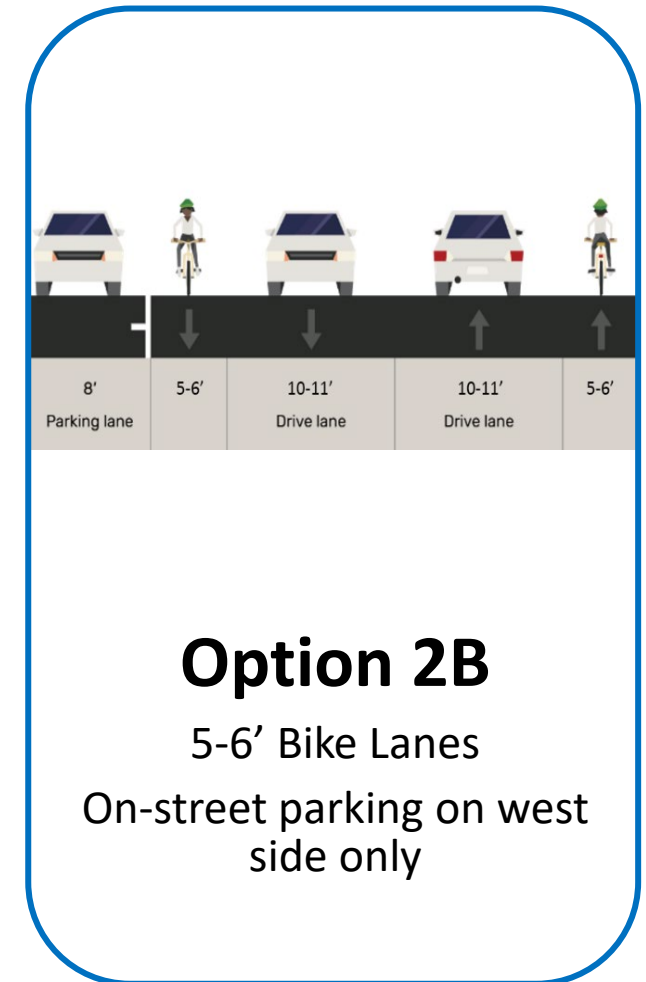 8’ 5-6’ 10-11’ 10-11’ 5-6’
Parking lane Drive lane Drive lane
Option 2B
5-6’ Bike Lanes
On-street parking on west
side only